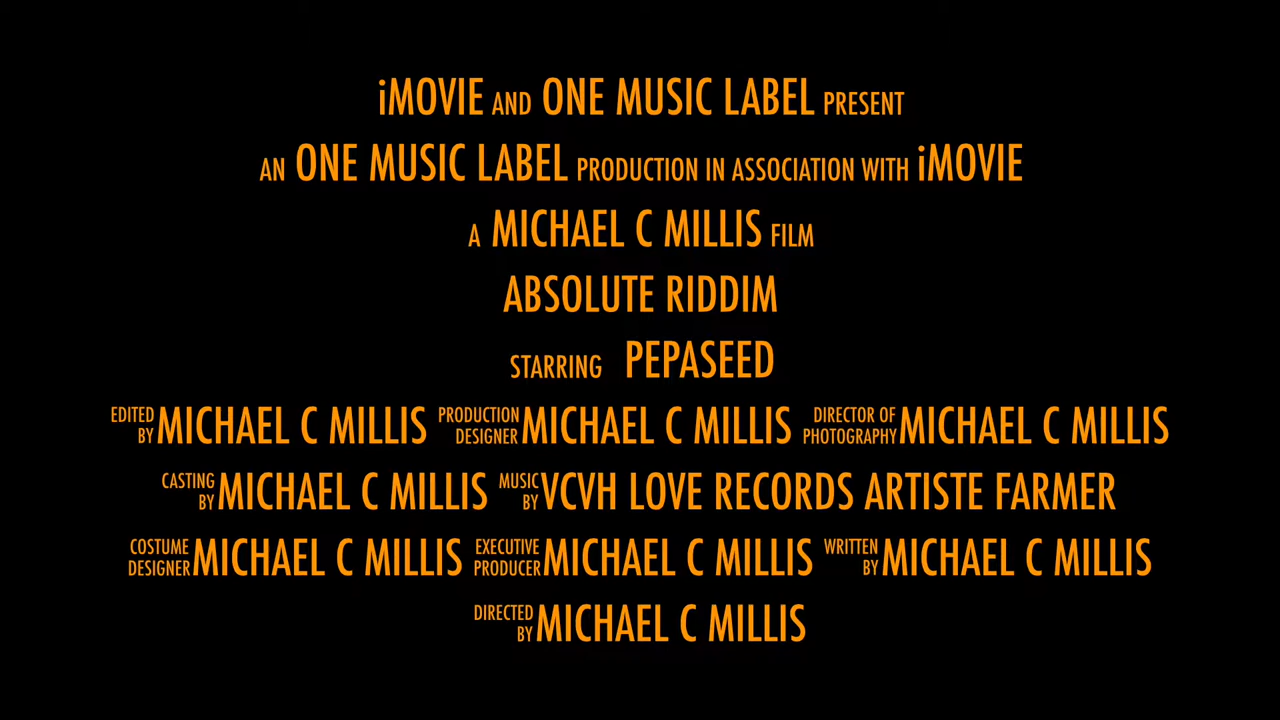 iMOVIE AND ONE MUSIC LABEL PRESENT
AN ONE MUSIC LABEL PRODUCTION IN ASSOCIATION WITH iMOVIE
A MICHAEL C MILLIS FILM
ABSOLUTE RIDDIM
STARRING PEPASEED
EDITED BY MICHAEL C MILLIS PRODUCTION DESIGNER MICHAEL C MILLIS DIRECTOR OF PHOTOGRAPHY MICHAEL C MILLIS
CASTING BY MICHAEL C MILLIS MUSIC BY VCVH LOVE RECORDS ARTISTE FARMER
COSTUME DESIGNER MICHAEL C MILLIS EXECUTIVE PRODUCER MICHAEL C MILLIS WRITTEN BY MICHAEL C MILLIS
DIRECTED BY MICHAEL C MILLIS